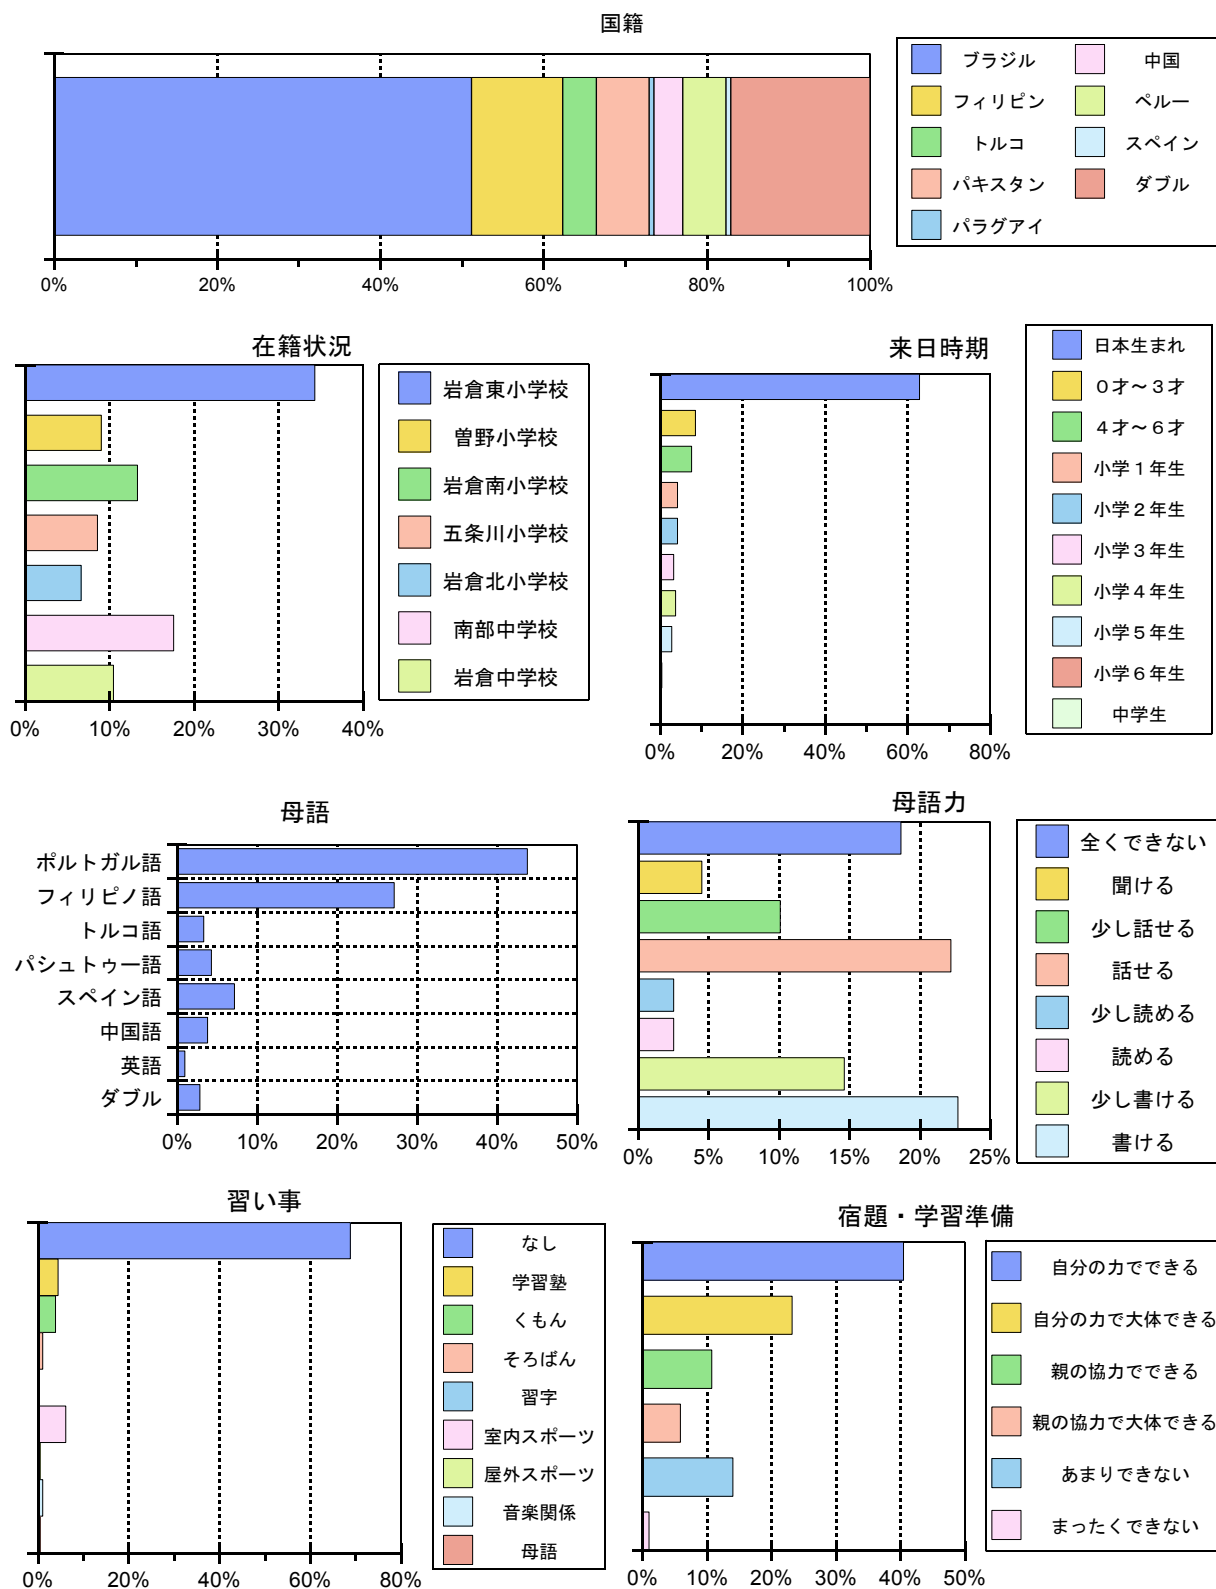 国籍
ブラジル 中国
フィリピン ペルー
トルコ スペイン
パキスタン ダブル
パラグアイ
0% 20% 40% 60% 80% 100%
在籍状況
岩倉東小学校
曽野小学校
岩倉南小学校
五条川小学校
岩倉北小学校
南部中学校
岩倉中学校
0% 10% 20% 30% 40%
来日時期
日本生まれ
０才～３才
４才～６才
小学１年生
小学２年生
小学３年生
小学４年生
小学５年生
小学６年生
中学生
0% 20% 40% 60% 80%
母語
ポルトガル語
フィリピノ語
トルコ語
パシュトゥー語
スペイン語
中国語
英語
ダブル
0% 10% 20% 30% 40% 50%
母語力
全くできない
聞ける
少し話せる
話せる
少し読める
読める
少し書ける
書ける
0% 5% 10% 15% 20% 25%
習い事
なし
学習塾
くもん
そろばん
習字
室内スポーツ
屋外スポーツ
音楽関係
母語
0% 20% 40% 60% 80%
宿題・学習準備
自分の力でできる
自分の力で大体できる
親の協力でできる
親の協力で大体できる
あまりできない
まったくできない
0% 10% 20% 30% 40% 50%